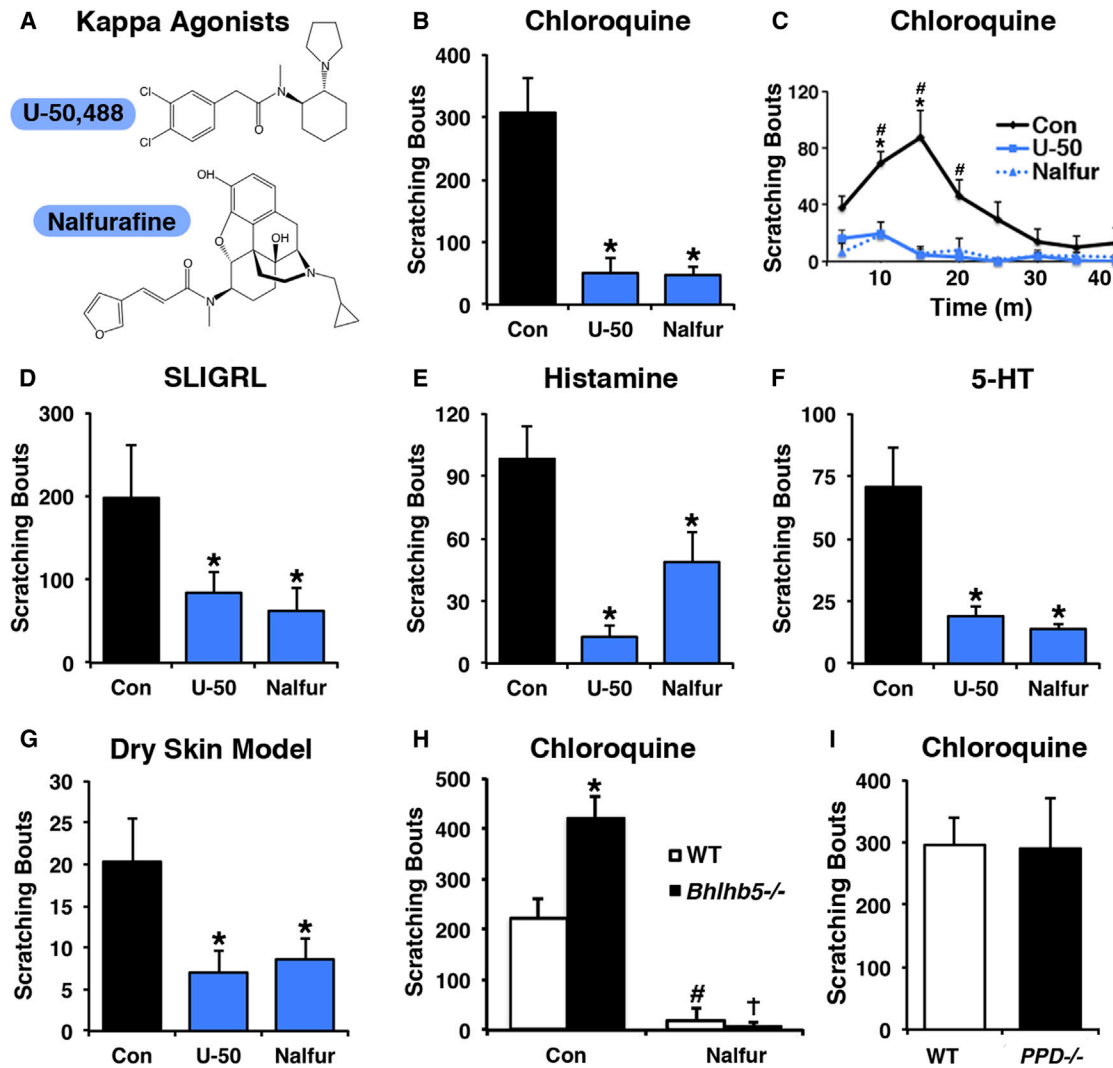 A Kappa Agonists
U-50,488
Cl
Cl
O
N
N
Nalfurafine
OH
OH
O
O
O
N
N
B Chloroquine
Scratching Bouts
400
300
200
100
0
*
*
Con U-50 Nalfur
C Chloroquine
Scratching Bouts
120
80
40
0
#
*
#
*
#
Con
U-50
Nalfur
10 20 30 40
Time (m)
D SLIGRL
Scratching Bouts
300
200
100
0
*
*
Con U-50 Nalfur
E Histamine
Scratching Bouts
120
90
60
30
0
*
*
Con U-50 Nalfur
F 5-HT
Scratching Bouts
100
75
50
25
0
*
*
Con U-50 Nalfur
G Dry Skin Model
Scratching Bouts
30
25
20
15
10
5
0
*
*
Con U-50 Nalfur
H Chloroquine
Scratching Bouts
500
400
300
200
100
0
*
WT
Bhlhb5-/-
#
†
Con Nalfur
I Chloroquine
Scratching Bouts
400
300
200
100
0
WT PPD-/-